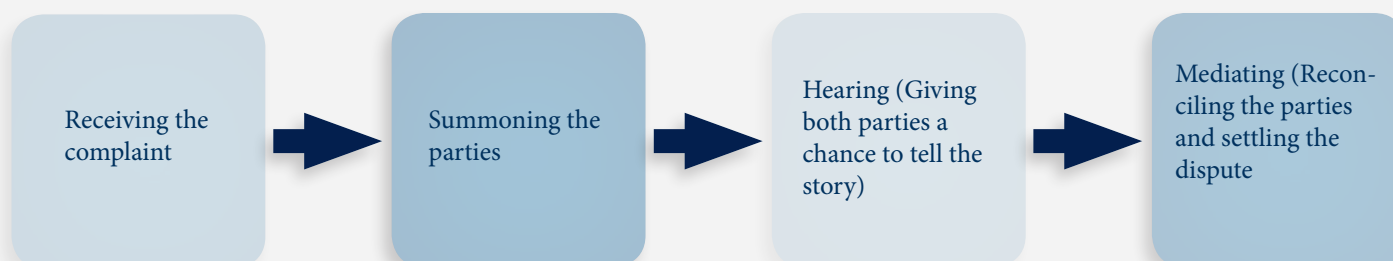 Receiving the
complaint
Summoning the
parties
Hearing (Giving
both parties a
chance to tell the
story)
Mediating (Recon-
ciling the parties
and settling the
dispute